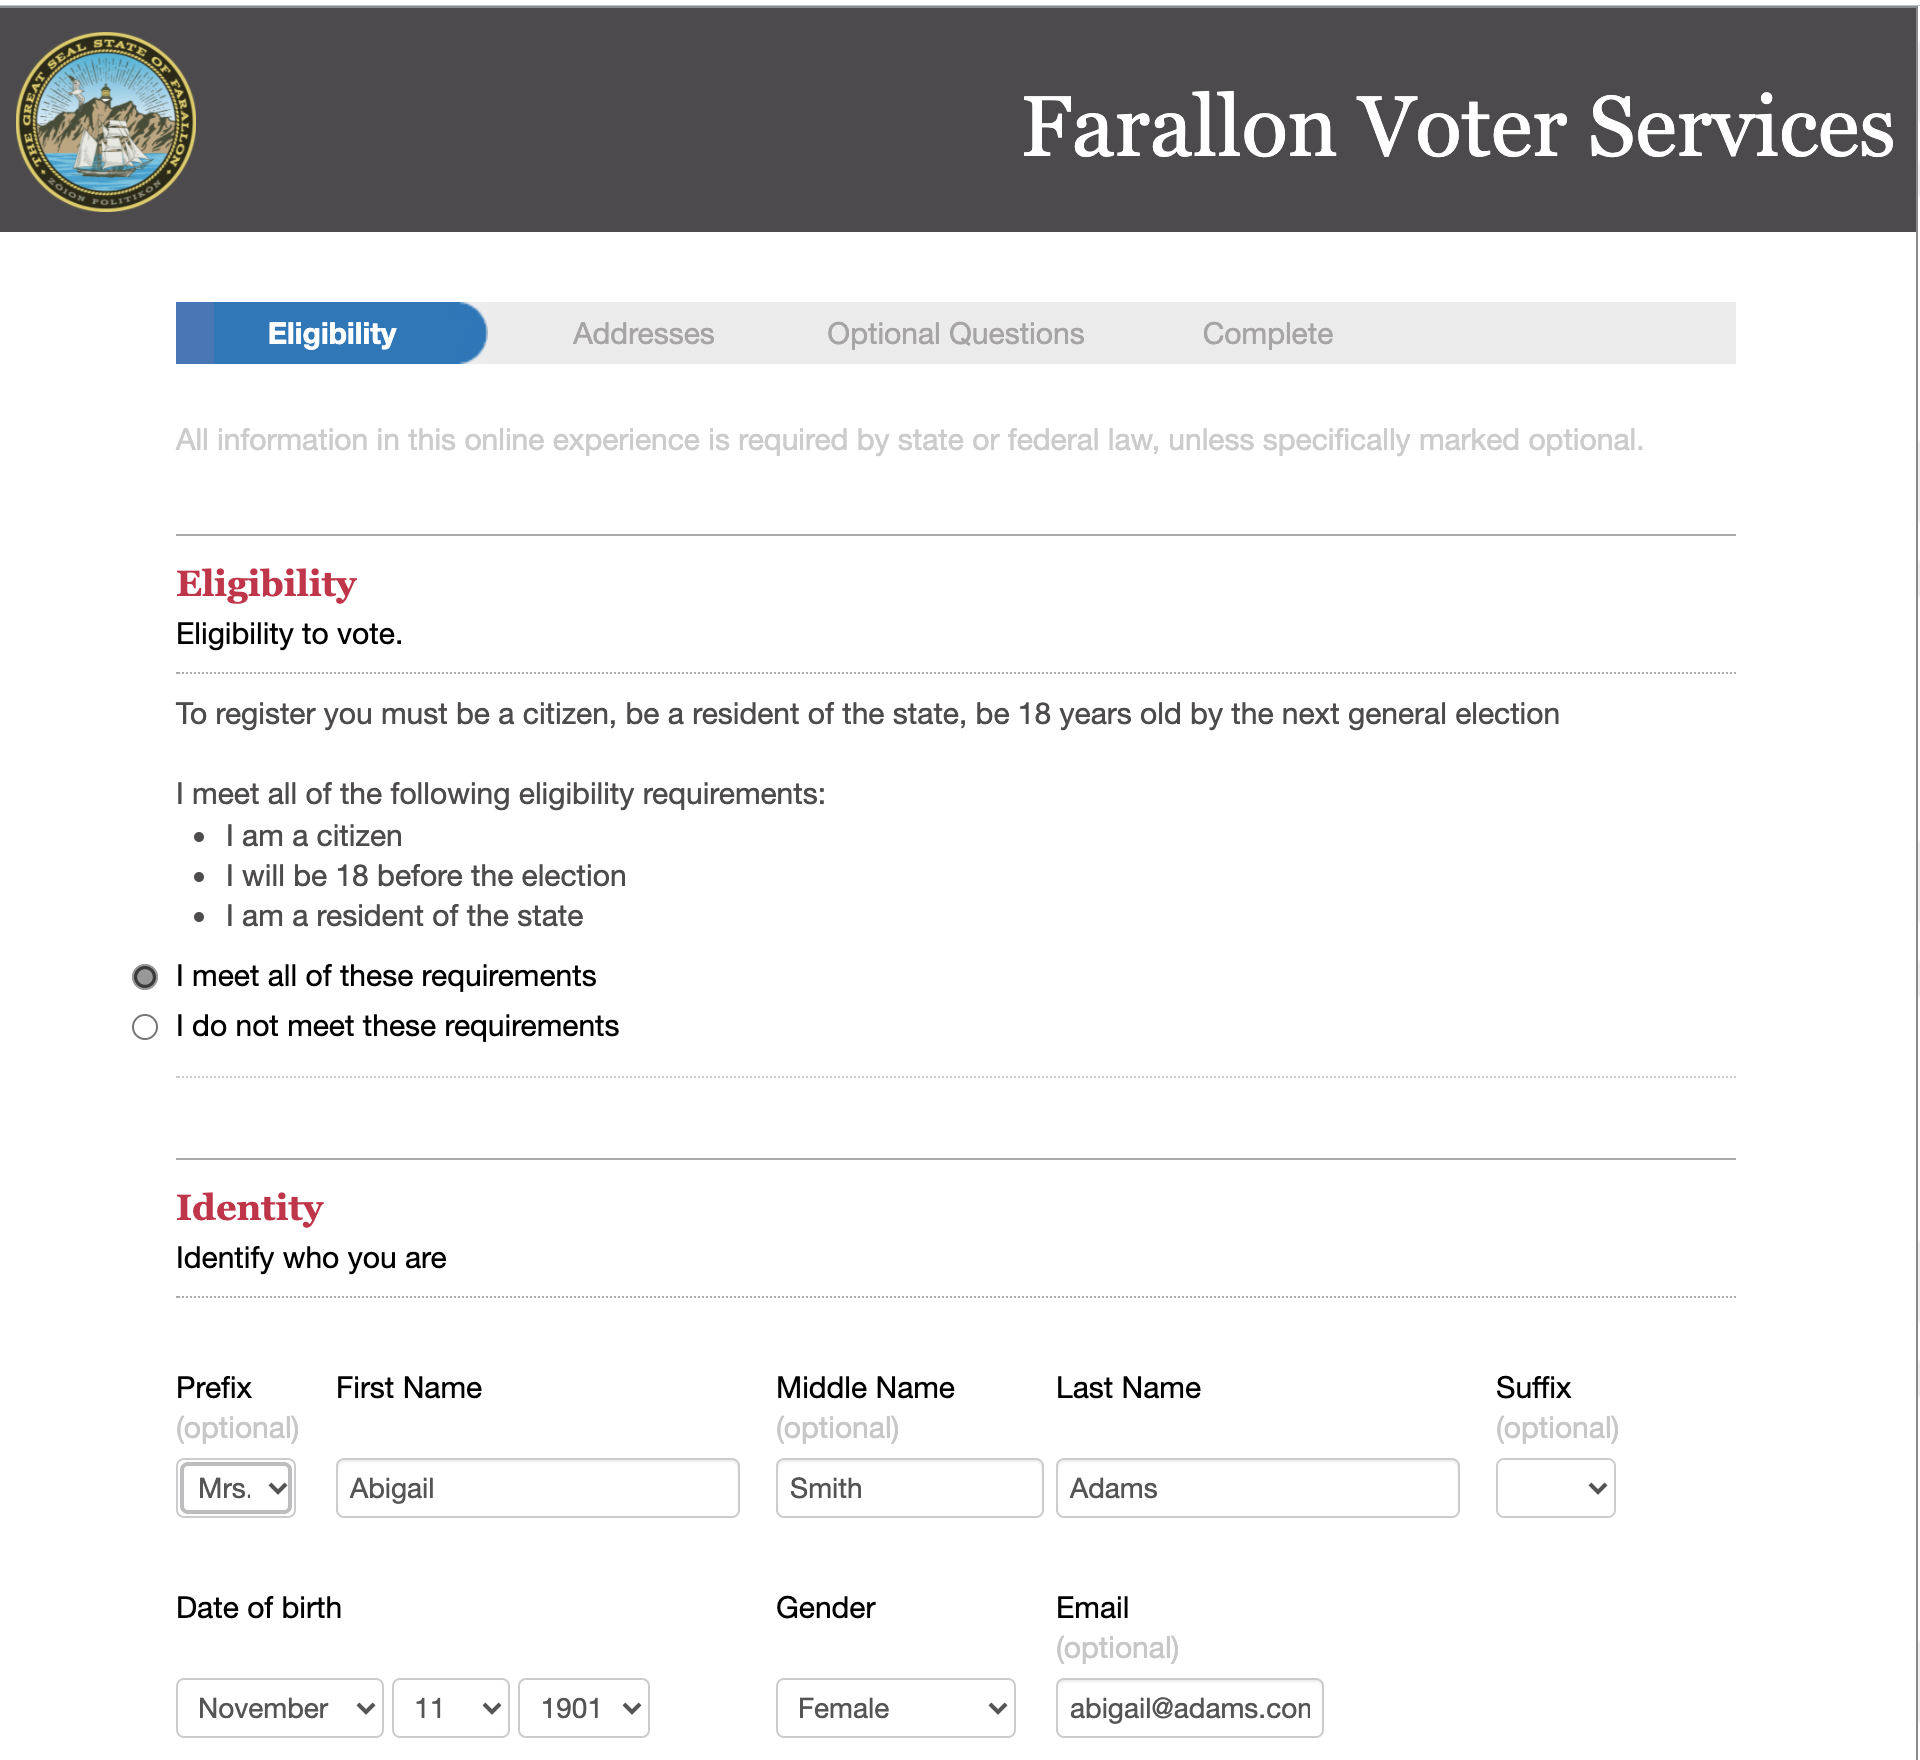 THE GREAT SEAL STATE OF FARALLON
ZOION POLITIKON
Farallon Voter Services
Eligibility Addresses Optional Questions Complete
All information in this online experience is required by state or federal law, unless specifically marked optional.
Eligibility
Eligibility to vote.
To register you must be a citizen, be a resident of the state, be 18 years old by the next general election
I meet all of the following eligibility requirements:
• I am a citizen
• I will be 18 before the election
• I am a resident of the state
I meet all of these requirements
I do not meet these requirements
Identity
Identify who you are
Prefix First Name Middle Name Last Name Suffix
(optional) (optional) (optional)
Mrs. Abigail Smith Adams
Date of birth Gender Email
(optional)
November 11 1901 Female abigail@adams.con